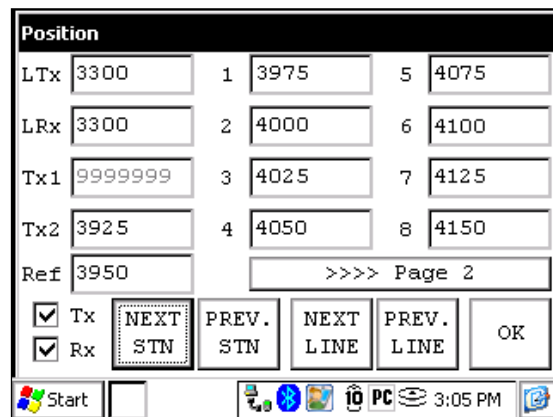 Position
LTx 3300 1 3975 5 4075
LRx 3300 2 4000 6 4100
Tx1 9999999 3 4025 7 4125
Tx2 3925 4 4050 8 4150
Ref 3950 >>>> Page 2
Tx
Rx
NEXT STN
PREV. STN
NEXT LINE
PREV. LINE
OK
Start PC 3:05 PM